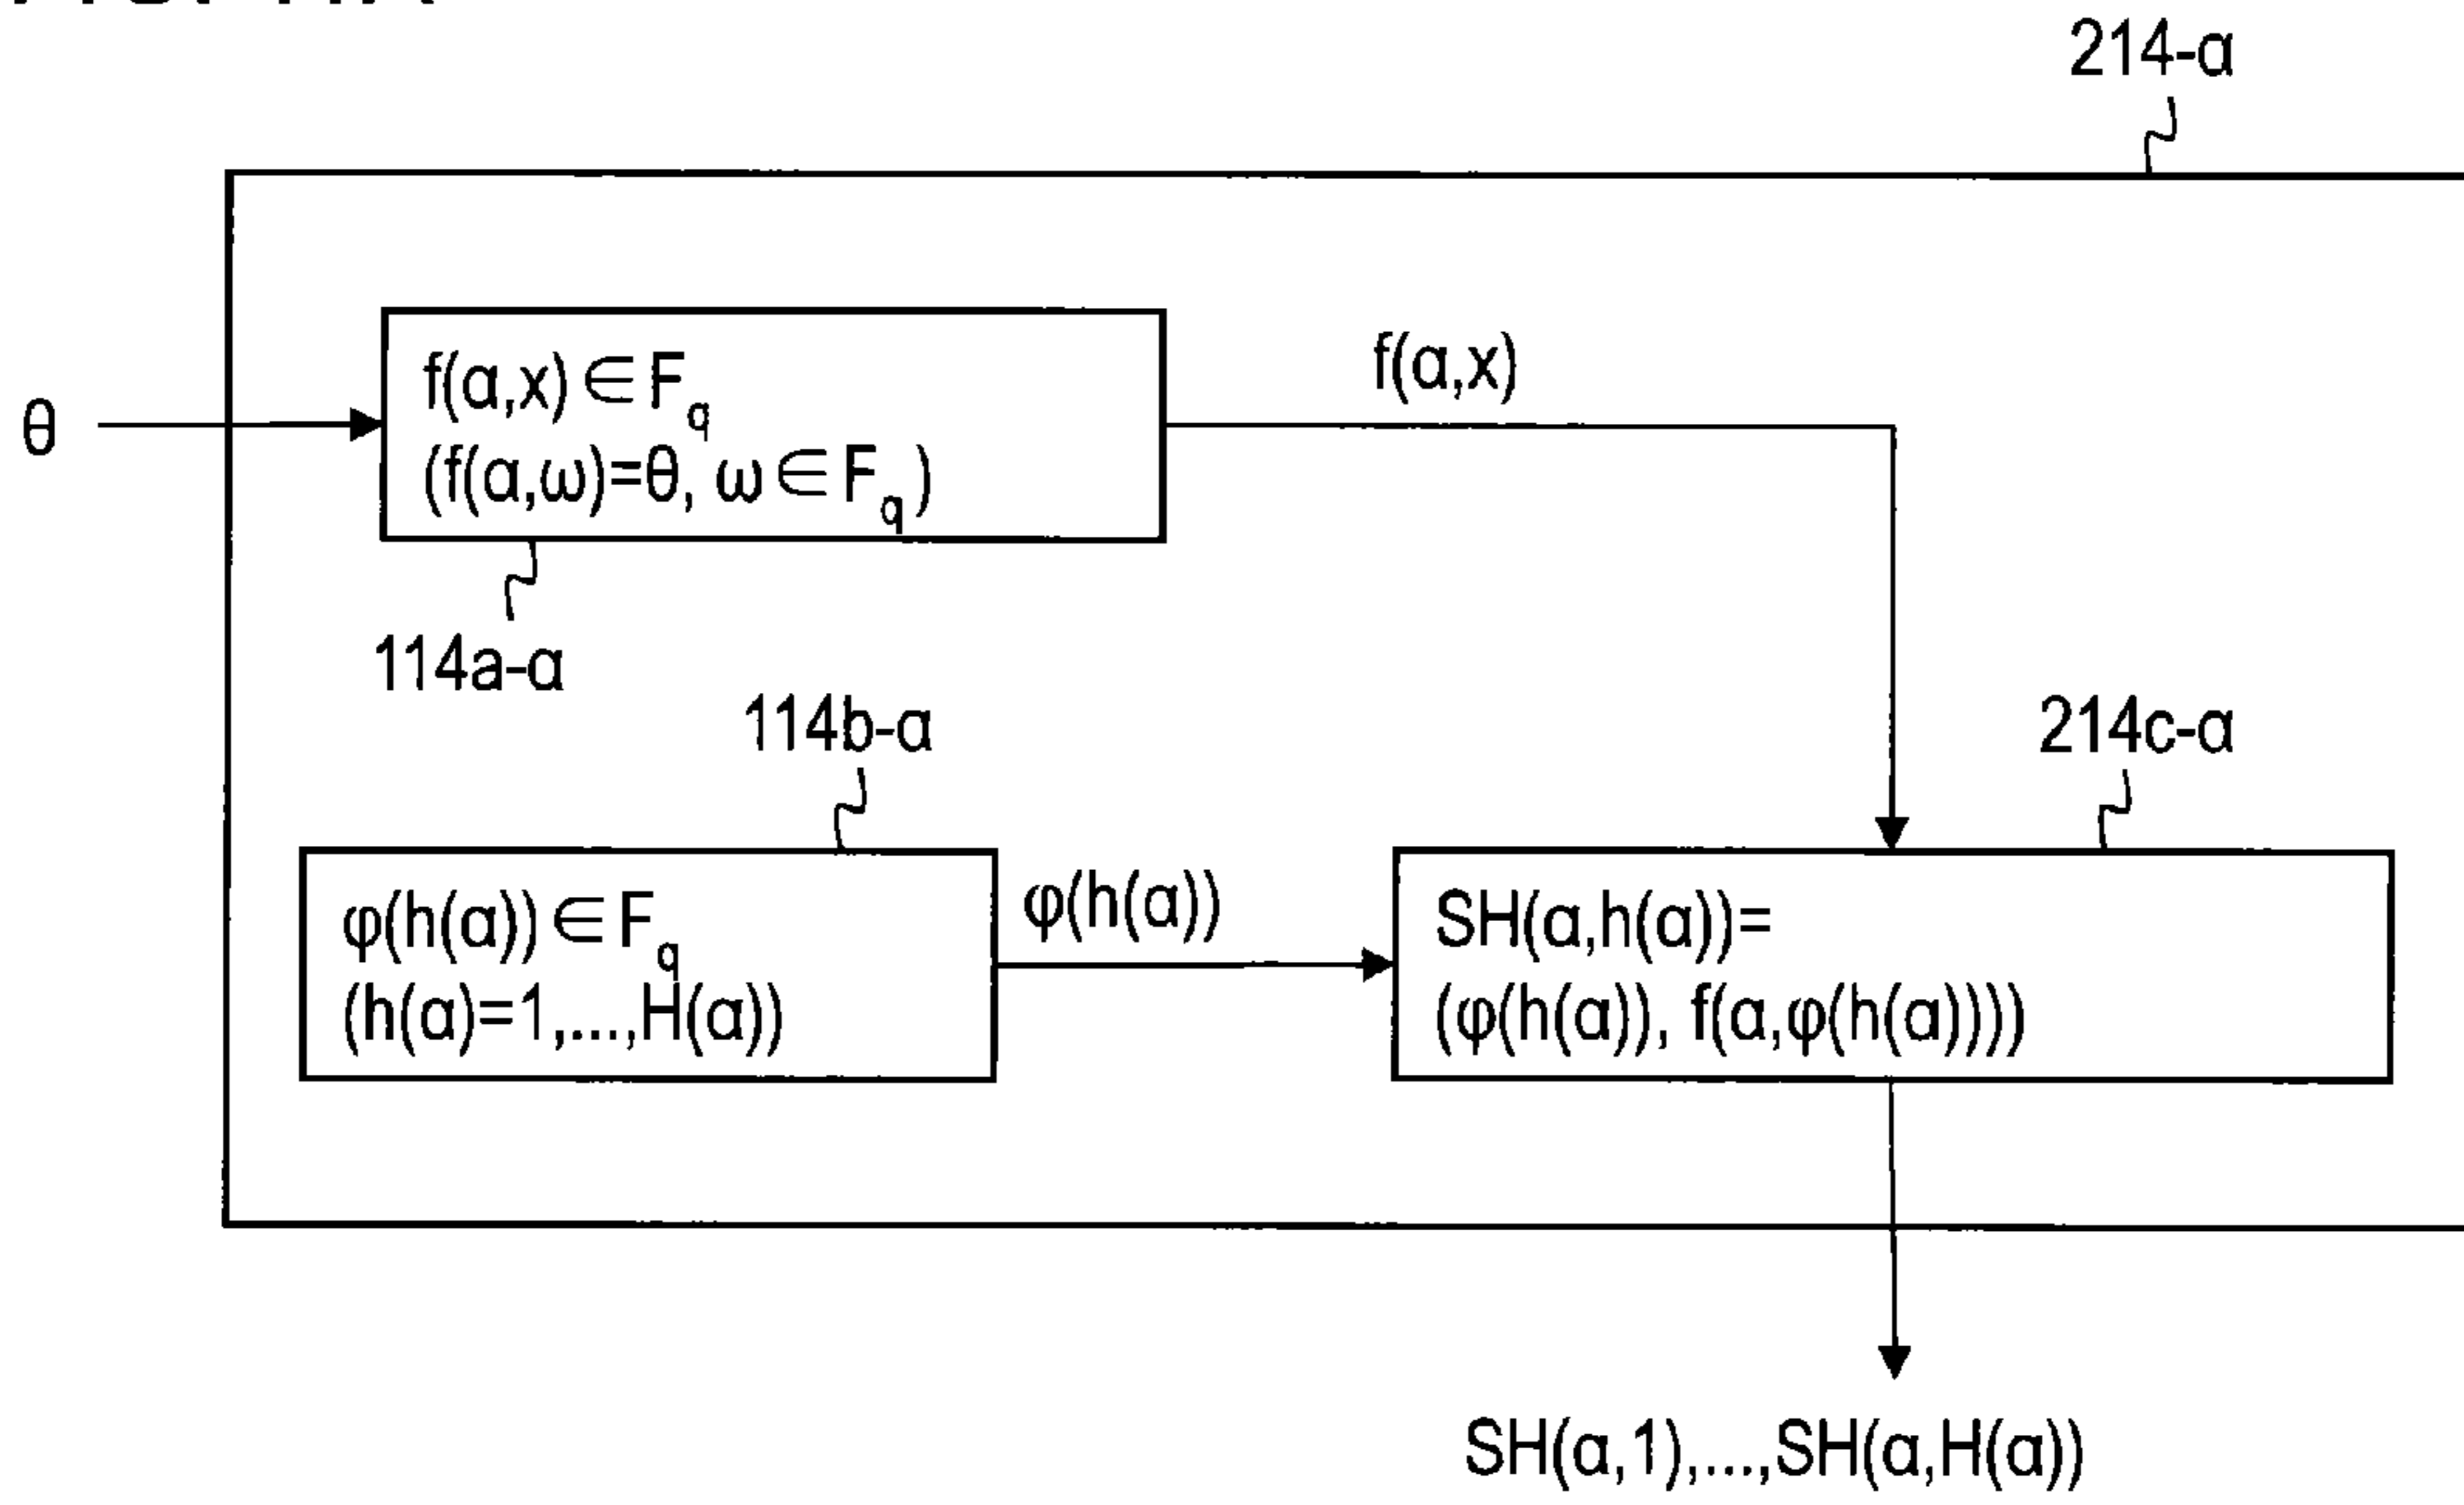 214-α
θ
f(α,x)∈F_q
(f(α,ω)=θ, ω∈F_q)
f(α,x)
114a-α
114b-α
214c-α
φ(h(α))∈F_q
(h(α)=1,...,H(α))
φ(h(α))
SH(α,h(α))=
(φ(h(α)), f(α,φ(h(α))))
SH(α,1),...,SH(α,H(α))